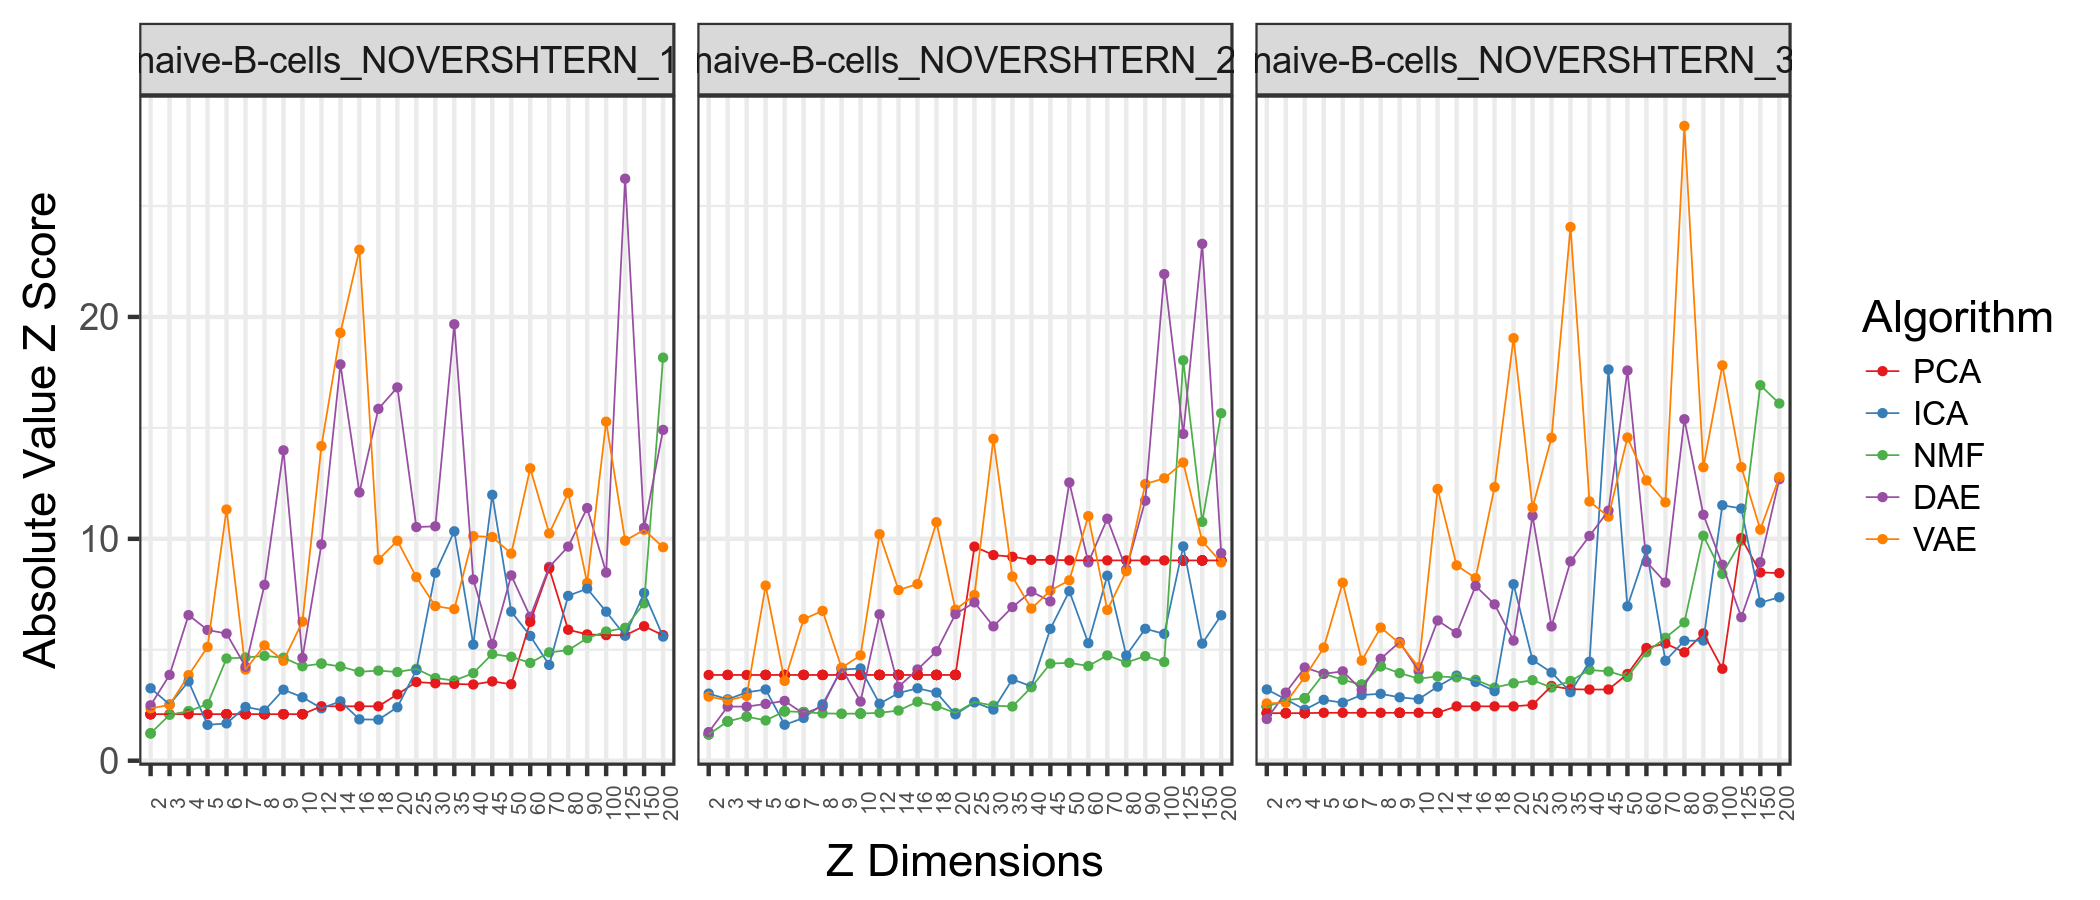 naive-B-cells_NOVERSHTERN_1
naive-B-cells_NOVERSHTERN_2
naive-B-cells_NOVERSHTERN_3
Absolute Value Z Score
20
10
0
2 3 4 5 6 7 8 9 10 12 14 16 18 20 25 30 35 40 45 50 60 70 80 90 100 125 150 200
2 3 4 5 6 7 8 9 10 12 14 16 18 20 25 30 35 40 45 50 60 70 80 90 100 125 150 200
2 3 4 5 6 7 8 9 10 12 14 16 18 20 25 30 35 40 45 50 60 70 80 90 100 125 150 200
Z Dimensions
Algorithm
PCA
ICA
NMF
DAE
VAE